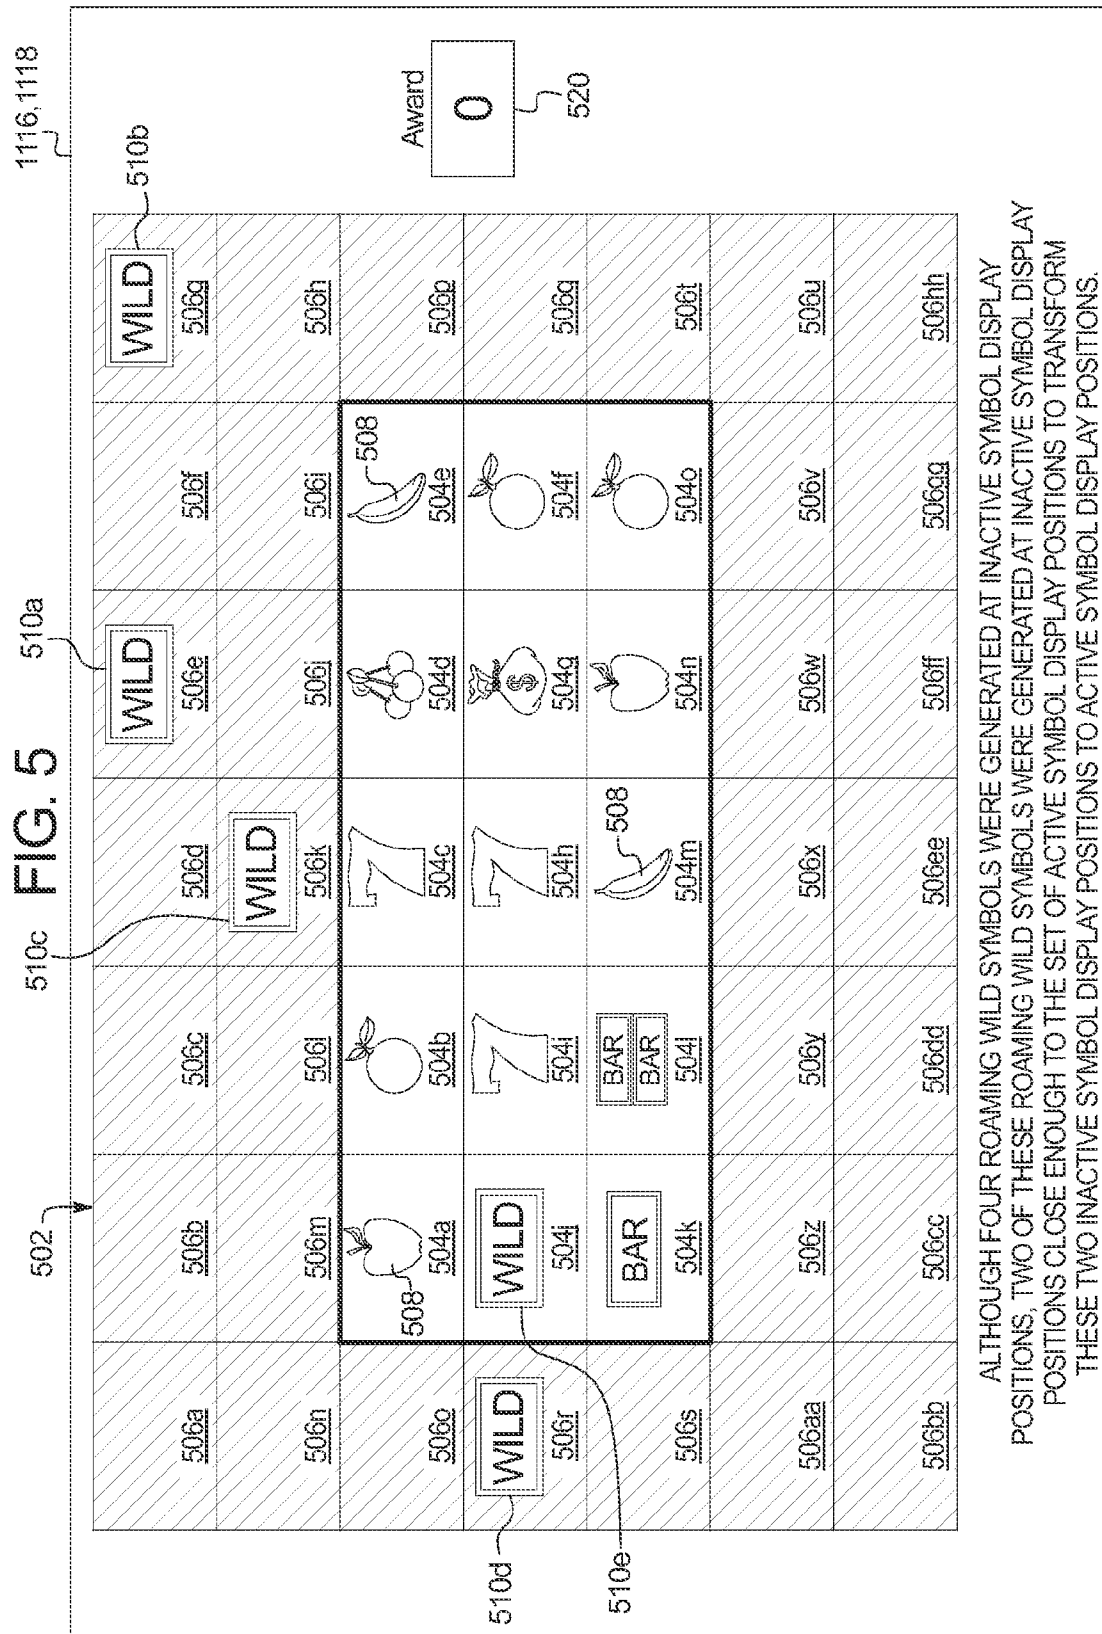 FIG. 5
1116,1118
502
510c
510a
510b
WILD
WILD
506a
506b
506c
506d
506e
506f
506g
WILD
506n
506m
506l
506k
506j
506i
506h
508
508
506o
504a
504b
504c
504d
504e
506p
510d
WILD
WILD
7
7
$
506r
504j
504i
504h
504g
504f
506q
510e
BAR
BAR
BAR
508
506s
504k
504l
504m
504n
504o
506t
506aa
506z
506y
506x
506w
506v
506u
506bb
506cc
506dd
506ee
506ff
506gg
506hh
7
Award
0
520
ALTHOUGH FOUR ROAMING WILD SYMBOLS WERE GENERATED AT INACTIVE SYMBOL DISPLAY
POSITIONS, TWO OF THESE ROAMING WILD SYMBOLS WERE GENERATED AT INACTIVE SYMBOL DISPLAY
POSITIONS CLOSE ENOUGH TO THE SET OF ACTIVE SYMBOL DISPLAY POSITIONS TO TRANSFORM
THESE TWO INACTIVE SYMBOL DISPLAY POSITIONS TO ACTIVE SYMBOL DISPLAY POSITIONS.